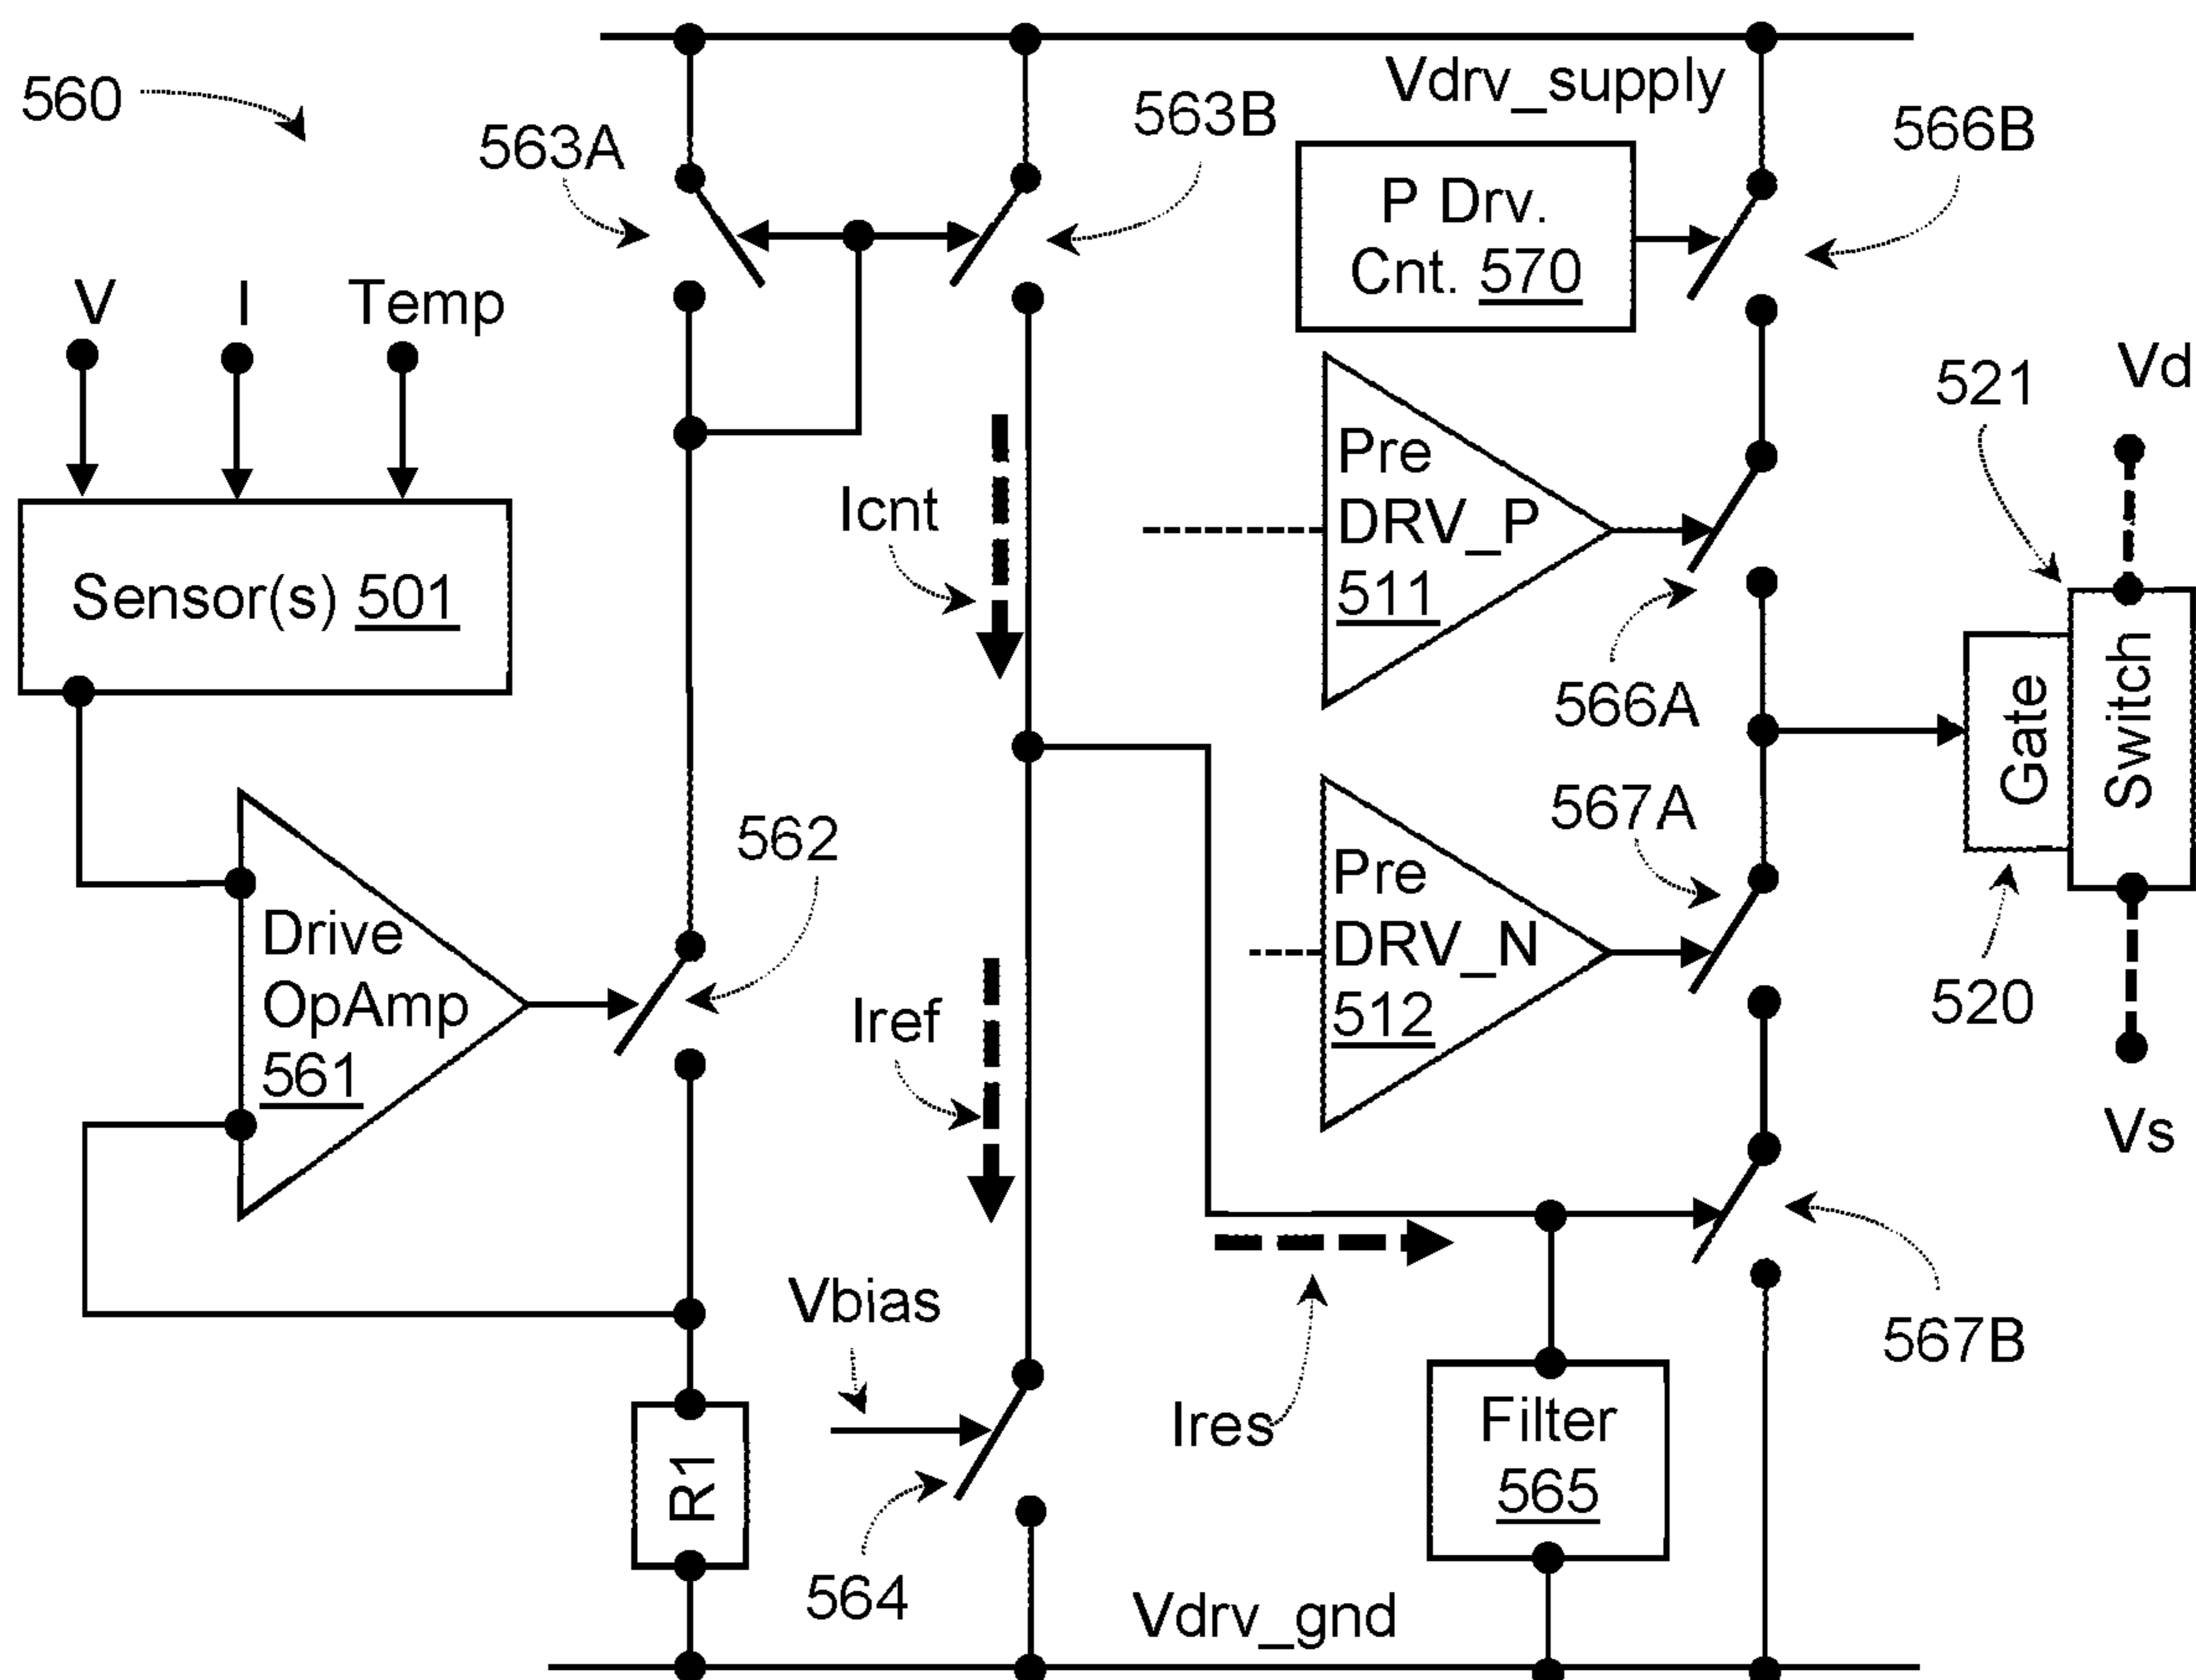 560
563A
563B
Vdrv_supply
566B
P Drv.
Cnt. 570
V
I
Temp
521
Vd
Sensor(s) 501
Icnt
Pre
DRV_P
511
566A
Gate
Switch
562
567A
Drive
OpAmp
561
Iref
Pre
DRV_N
512
520
Vs
Vbias
567B
Ires
Filter
565
R1
564
Vdrv_gnd